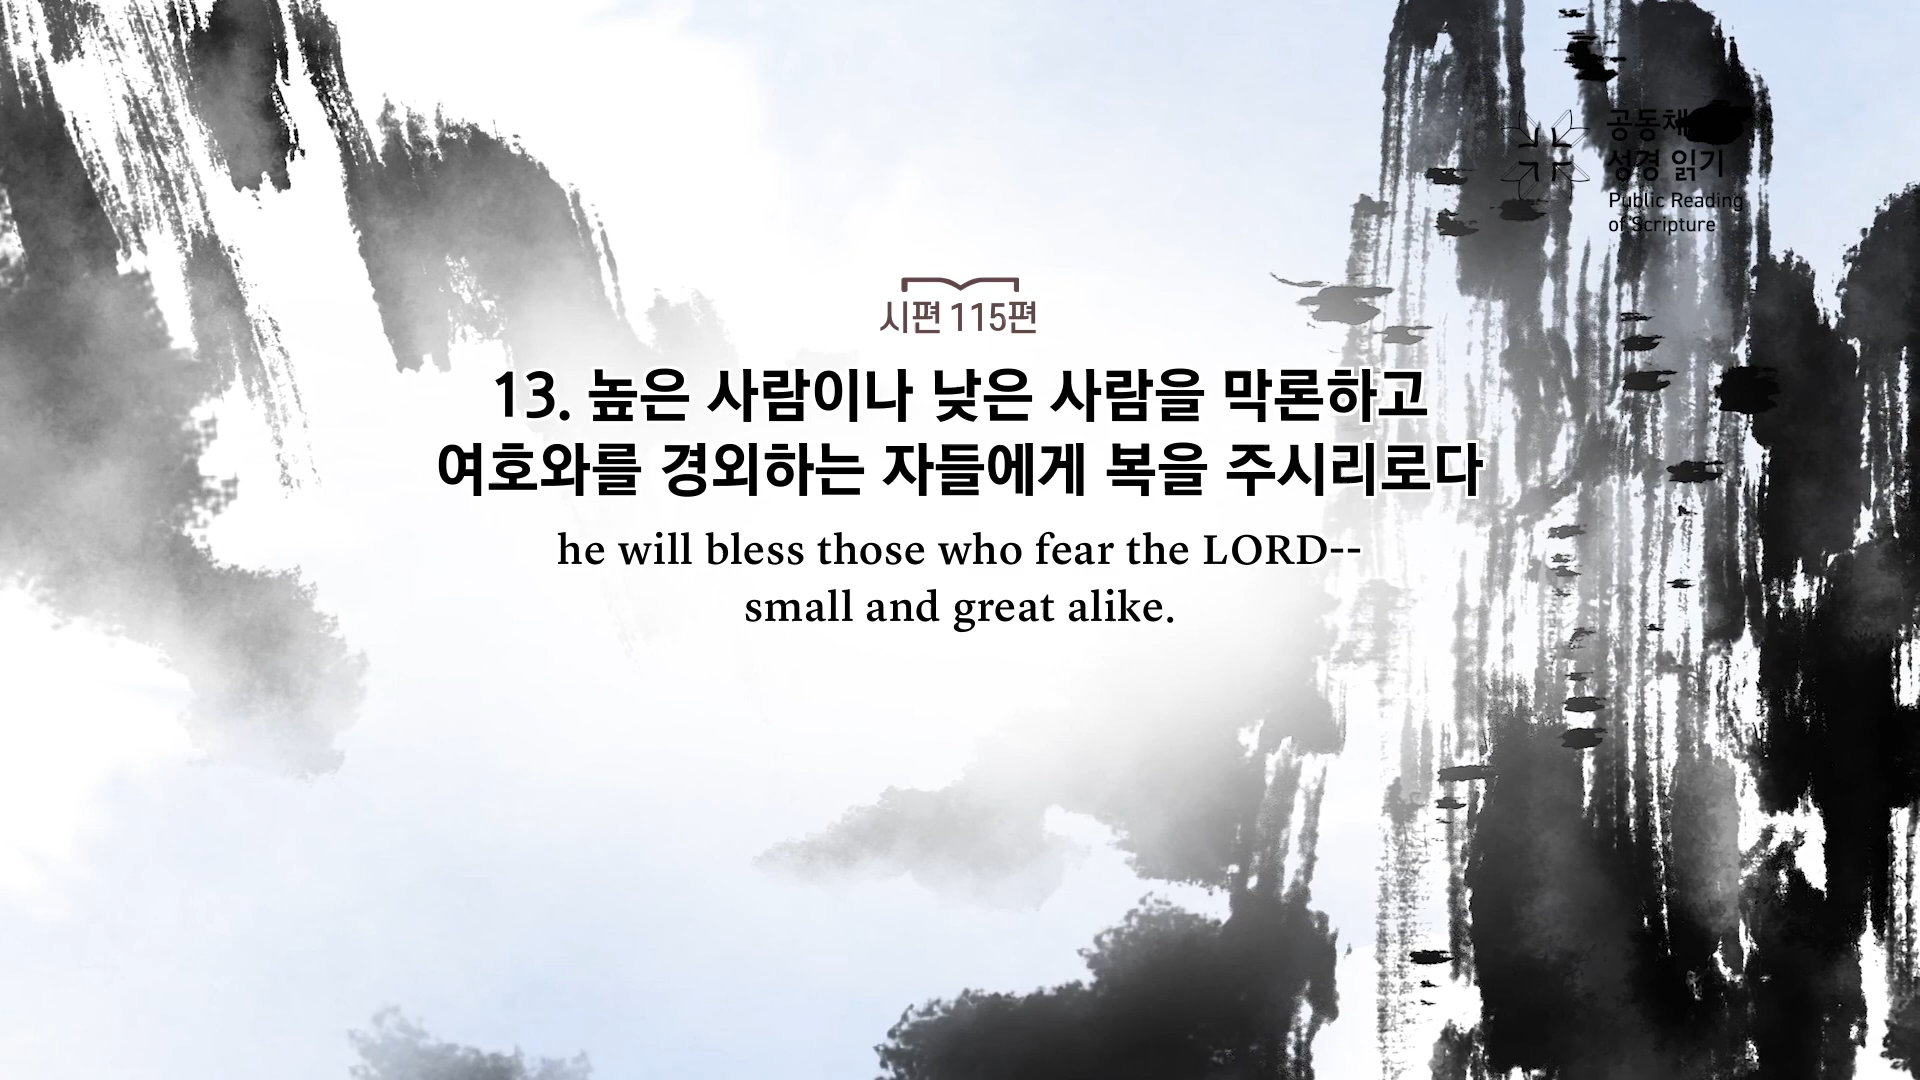 공동체
성경 읽기
Public Reading
of Scripture
시편 115편
13. 높은 사람이나 낮은 사람을 막론하고
여호와를 경외하는 자들에게 복을 주시리로다
he will bless those who fear the LORD--
small and great alike.